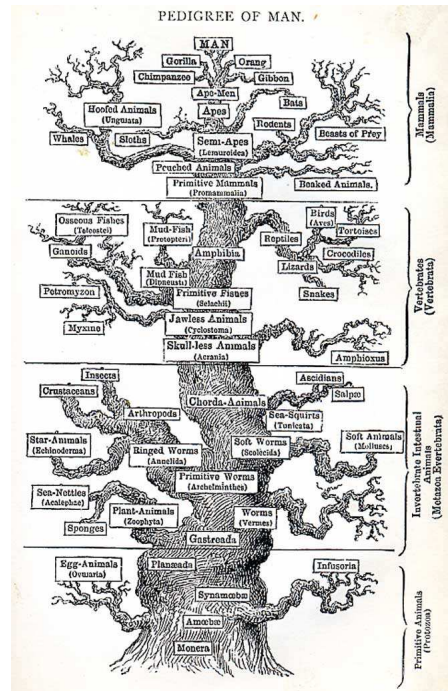 PEDIGREE OF MAN.
MAN
Gorilla
Orang
Chimpanzee
Gibbon
Ape-Men
Bats
Apes
Hoofed Animals
(Ungulata)
Rodents
Whales
Sloths
Semi-Apes
(Lemuroidea)
Beasts of Prey
Pouched Animals
Primitive Mammals
(Promammalia)
Beaked Animals.
Mammals
(Mammalia)
Osseous Fishes
(Teleostei)
Mud-Fish
(Protopteri)
Birds
(Aves)
Tortoises
Ganoids
Amphibia
Reptiles
Crocodiles
Lizards
Mud Fish
(Dipneusti)
Petromyzon
Primitive Fishes
(Selachii)
Snakes
Jawless Animals
(Cyclostoma)
Myxine
Skull-less Animals
(Acrania)
Amphioxus
Vertebrates
(Vertebrata)
Insects
Ascidians
Crustaceans
Salpæ
Chorda-Animals
Arthropods
Sea-Squirts
(Tunicata)
Star-Animals
(Echinoderma)
Ringed Worms
(Annelida)
Soft Worms
(Scolecida)
Soft Animals
(Molluscs)
Primitive Worms
(Archelminthes)
Sea-Nettles
(Acalephæ)
Plant-Animals
(Zoophyta)
Worms
(Vermes)
Sponges
Gastreada
Invertebrate Intestinal
Animals
(Metazoa Evertebrata)
Egg-Animals
(Ovularia)
Planæada
Infusoria
Synamœbæ
Amœbæ
Monera
Primitive Animals
(Protozoa)